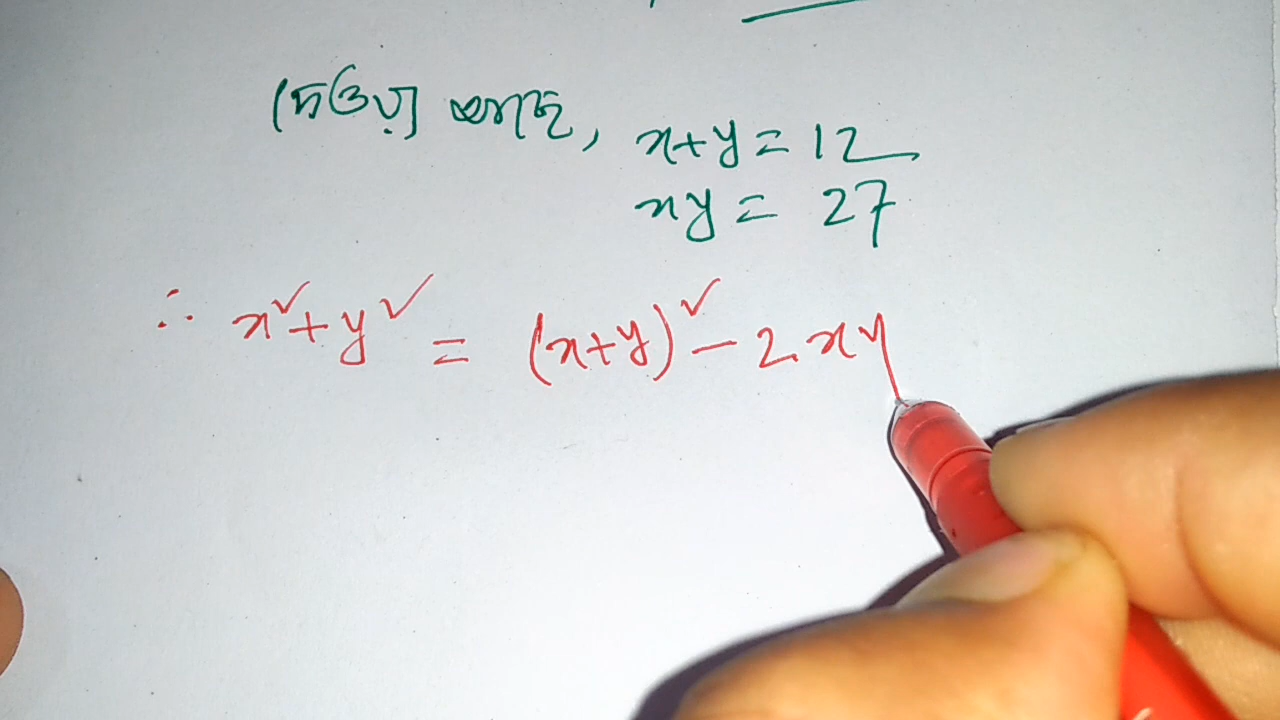 দেওয়া আছে, x+y = 12
xy = 27
∴ x²+y² = (x+y)² - 2xy